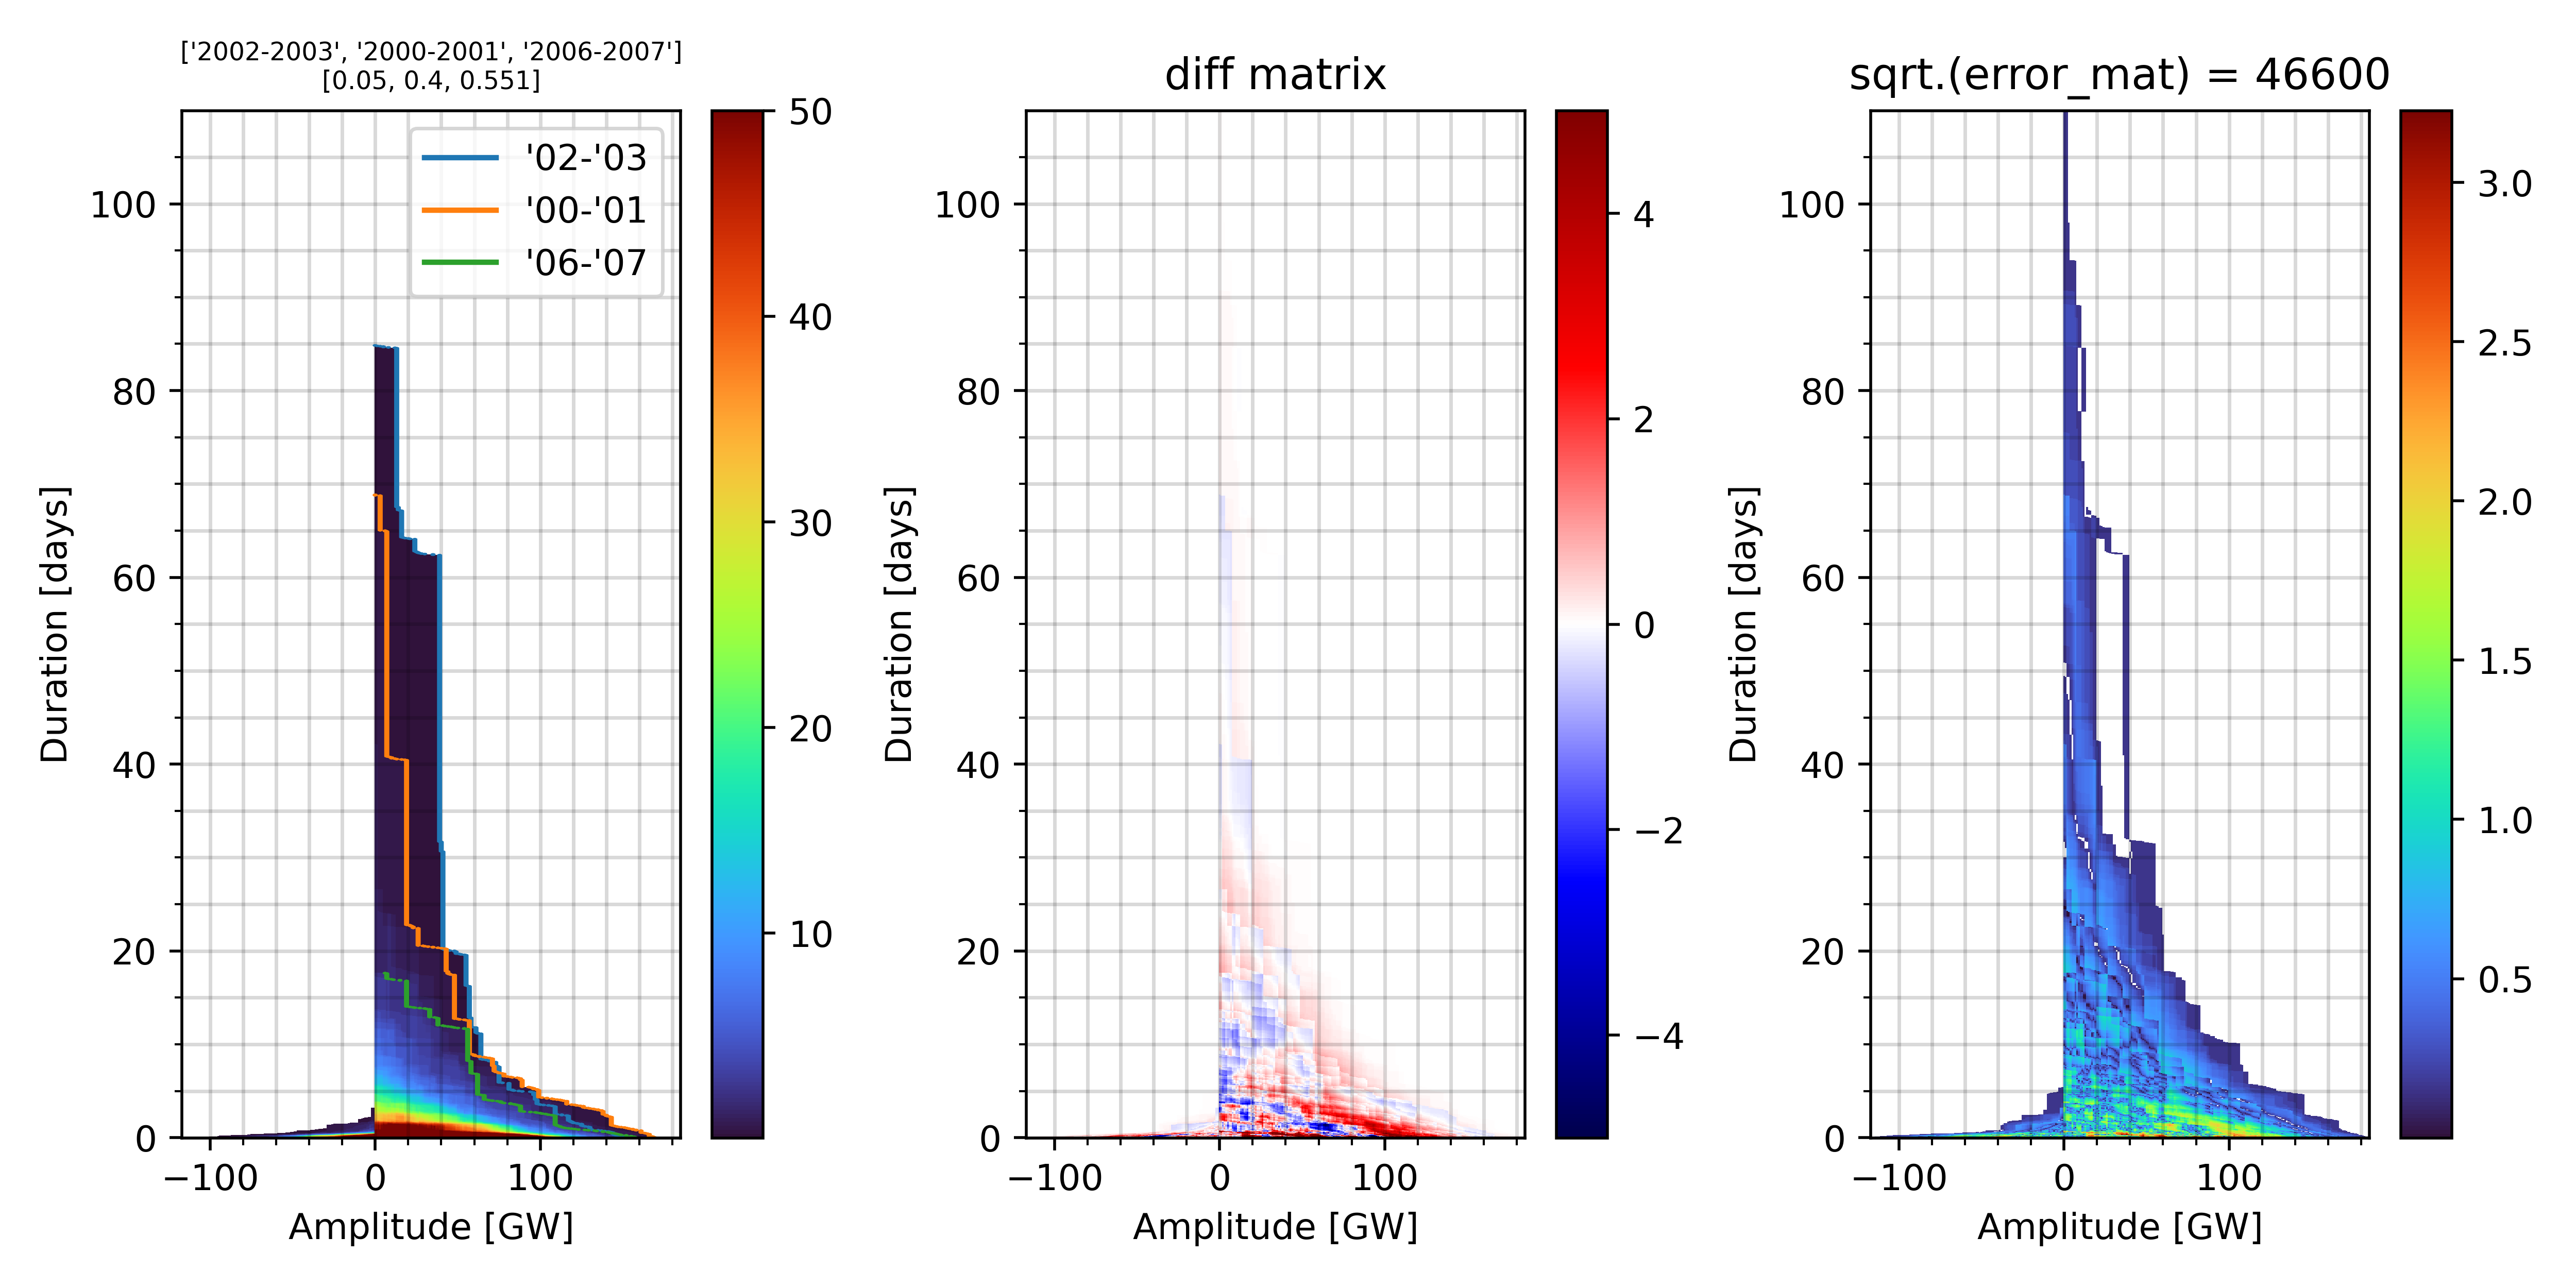 ['2002-2003', '2000-2001', '2006-2007']
[0.05, 0.4, 0.551]
'02-'03
'00-'01
'06-'07
Duration [days]
100
80
60
40
20
0
−100 0 100
Amplitude [GW]
50
40
30
20
10
diff matrix
Duration [days]
100
80
60
40
20
0
−100 0 100
Amplitude [GW]
4
2
0
−2
−4
sqrt.(error_mat) = 46600
Duration [days]
100
80
60
40
20
0
−100 0 100
Amplitude [GW]
3.0
2.5
2.0
1.5
1.0
0.5